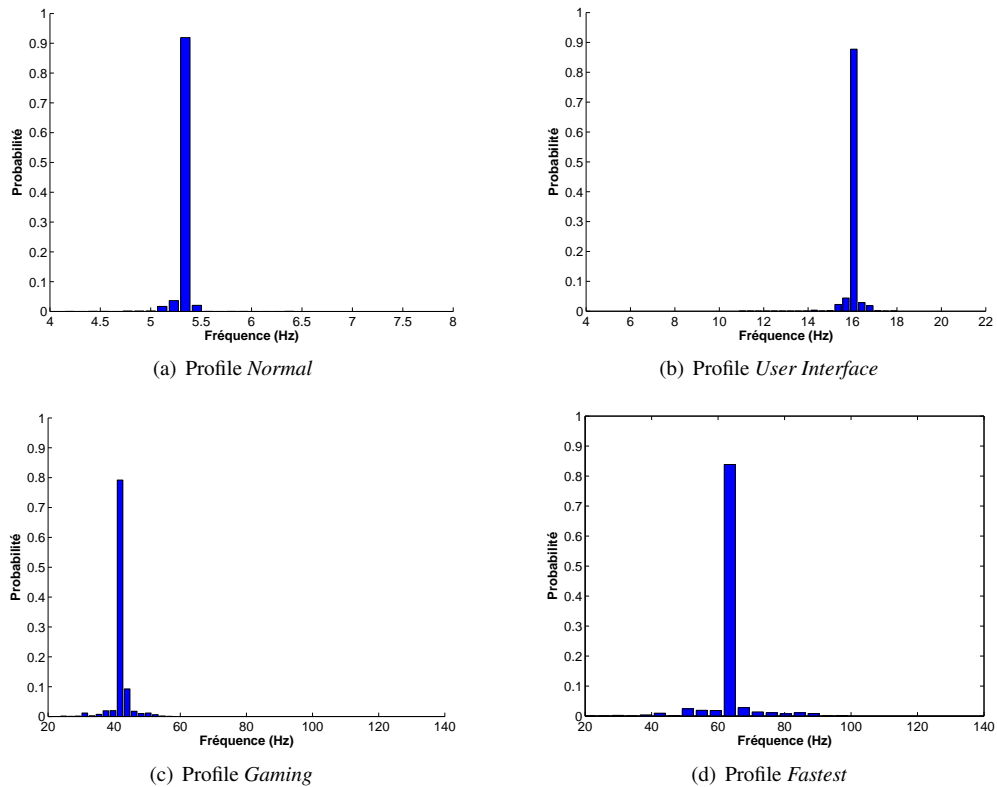 1
0.9
0.8
0.7
0.6
0.5
0.4
0.3
0.2
0.1
0
Probabilité
4 4.5 5 5.5 6 6.5 7 7.5 8
Fréquence (Hz)
(a) Profile Normal
1
0.9
0.8
0.7
0.6
0.5
0.4
0.3
0.2
0.1
0
Probabilité
4 6 8 10 12 14 16 18 20 22
Fréquence (Hz)
(b) Profile User Interface
1
0.9
0.8
0.7
0.6
0.5
0.4
0.3
0.2
0.1
0
Probabilité
20 40 60 80 100 120 140
Fréquence (Hz)
(c) Profile Gaming
1
0.9
0.8
0.7
0.6
0.5
0.4
0.3
0.2
0.1
0
Probabilité
20 40 60 80 100 120 140
Fréquence (Hz)
(d) Profile Fastest